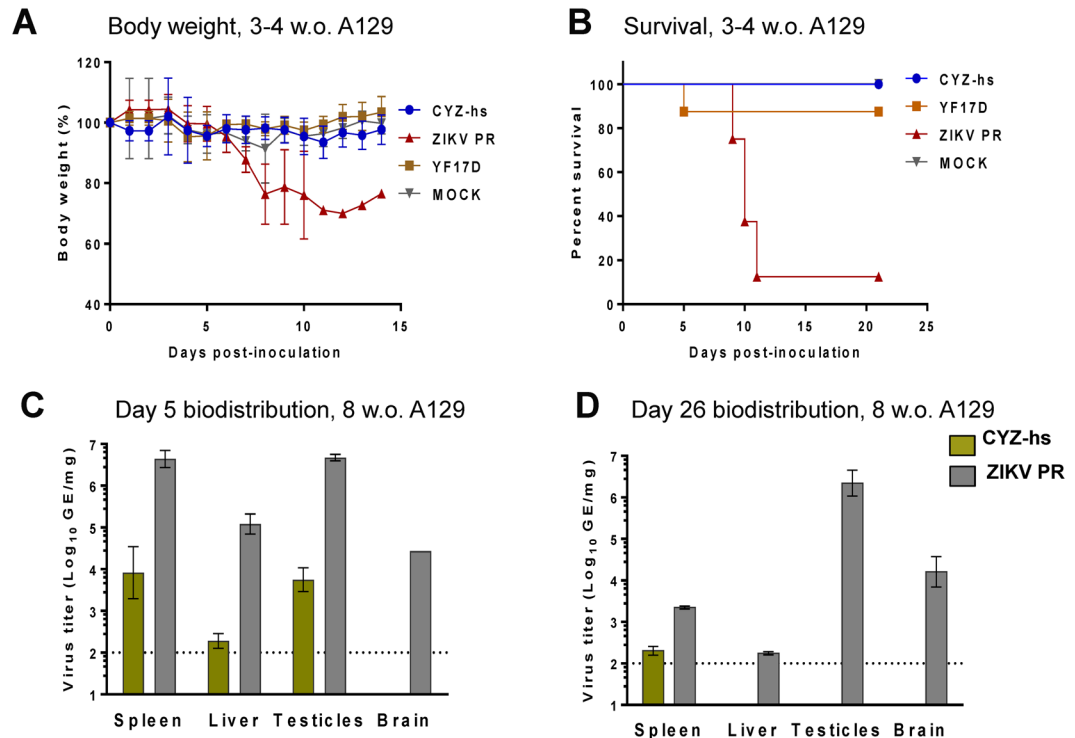 A Body weight, 3-4 w.o. A129
Body weight (%)
120
100
80
60
40
0 5 10 15
Days post-inoculation
CYZ-hs
ZIKV PR
YF17D
MOCK
B Survival, 3-4 w.o. A129
Percent survival
100
80
60
40
20
0
0 5 10 15 20 25
Days post-inoculation
CYZ-hs
YF17D
ZIKV PR
MOCK
C Day 5 biodistribution, 8 w.o. A129
Virus titer (Log10 GE/mg)
7
6
5
4
3
2
1
Spleen Liver Testicles Brain
D Day 26 biodistribution, 8 w.o. A129
CYZ-hs
ZIKV PR
Virus titer (Log10 GE/mg)
7
6
5
4
3
2
1
Spleen Liver Testicles Brain